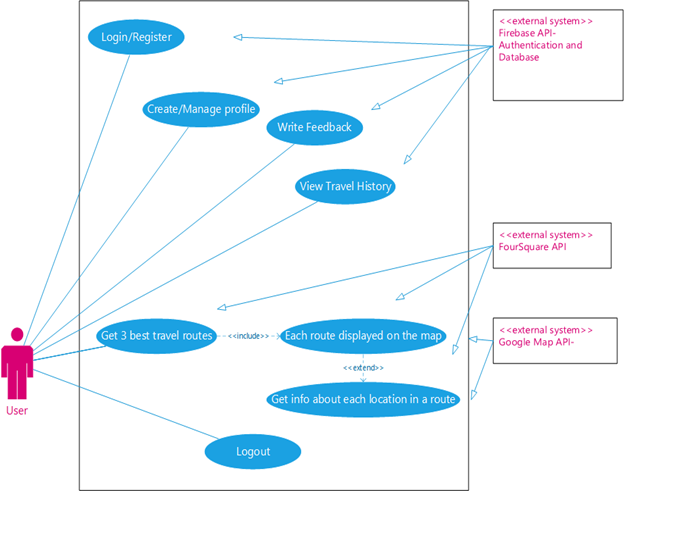 Login/Register
<<external system>>
Firebase API-
Authentication and
Database
Create/Manage profile
Write Feedback
View Travel History
<<external system>>
FourSquare API
Get 3 best travel routes
<<include>>
Each route displayed on the map
<<external system>>
Google Map API-
<<extend>>
Get info about each location in a route
User
Logout